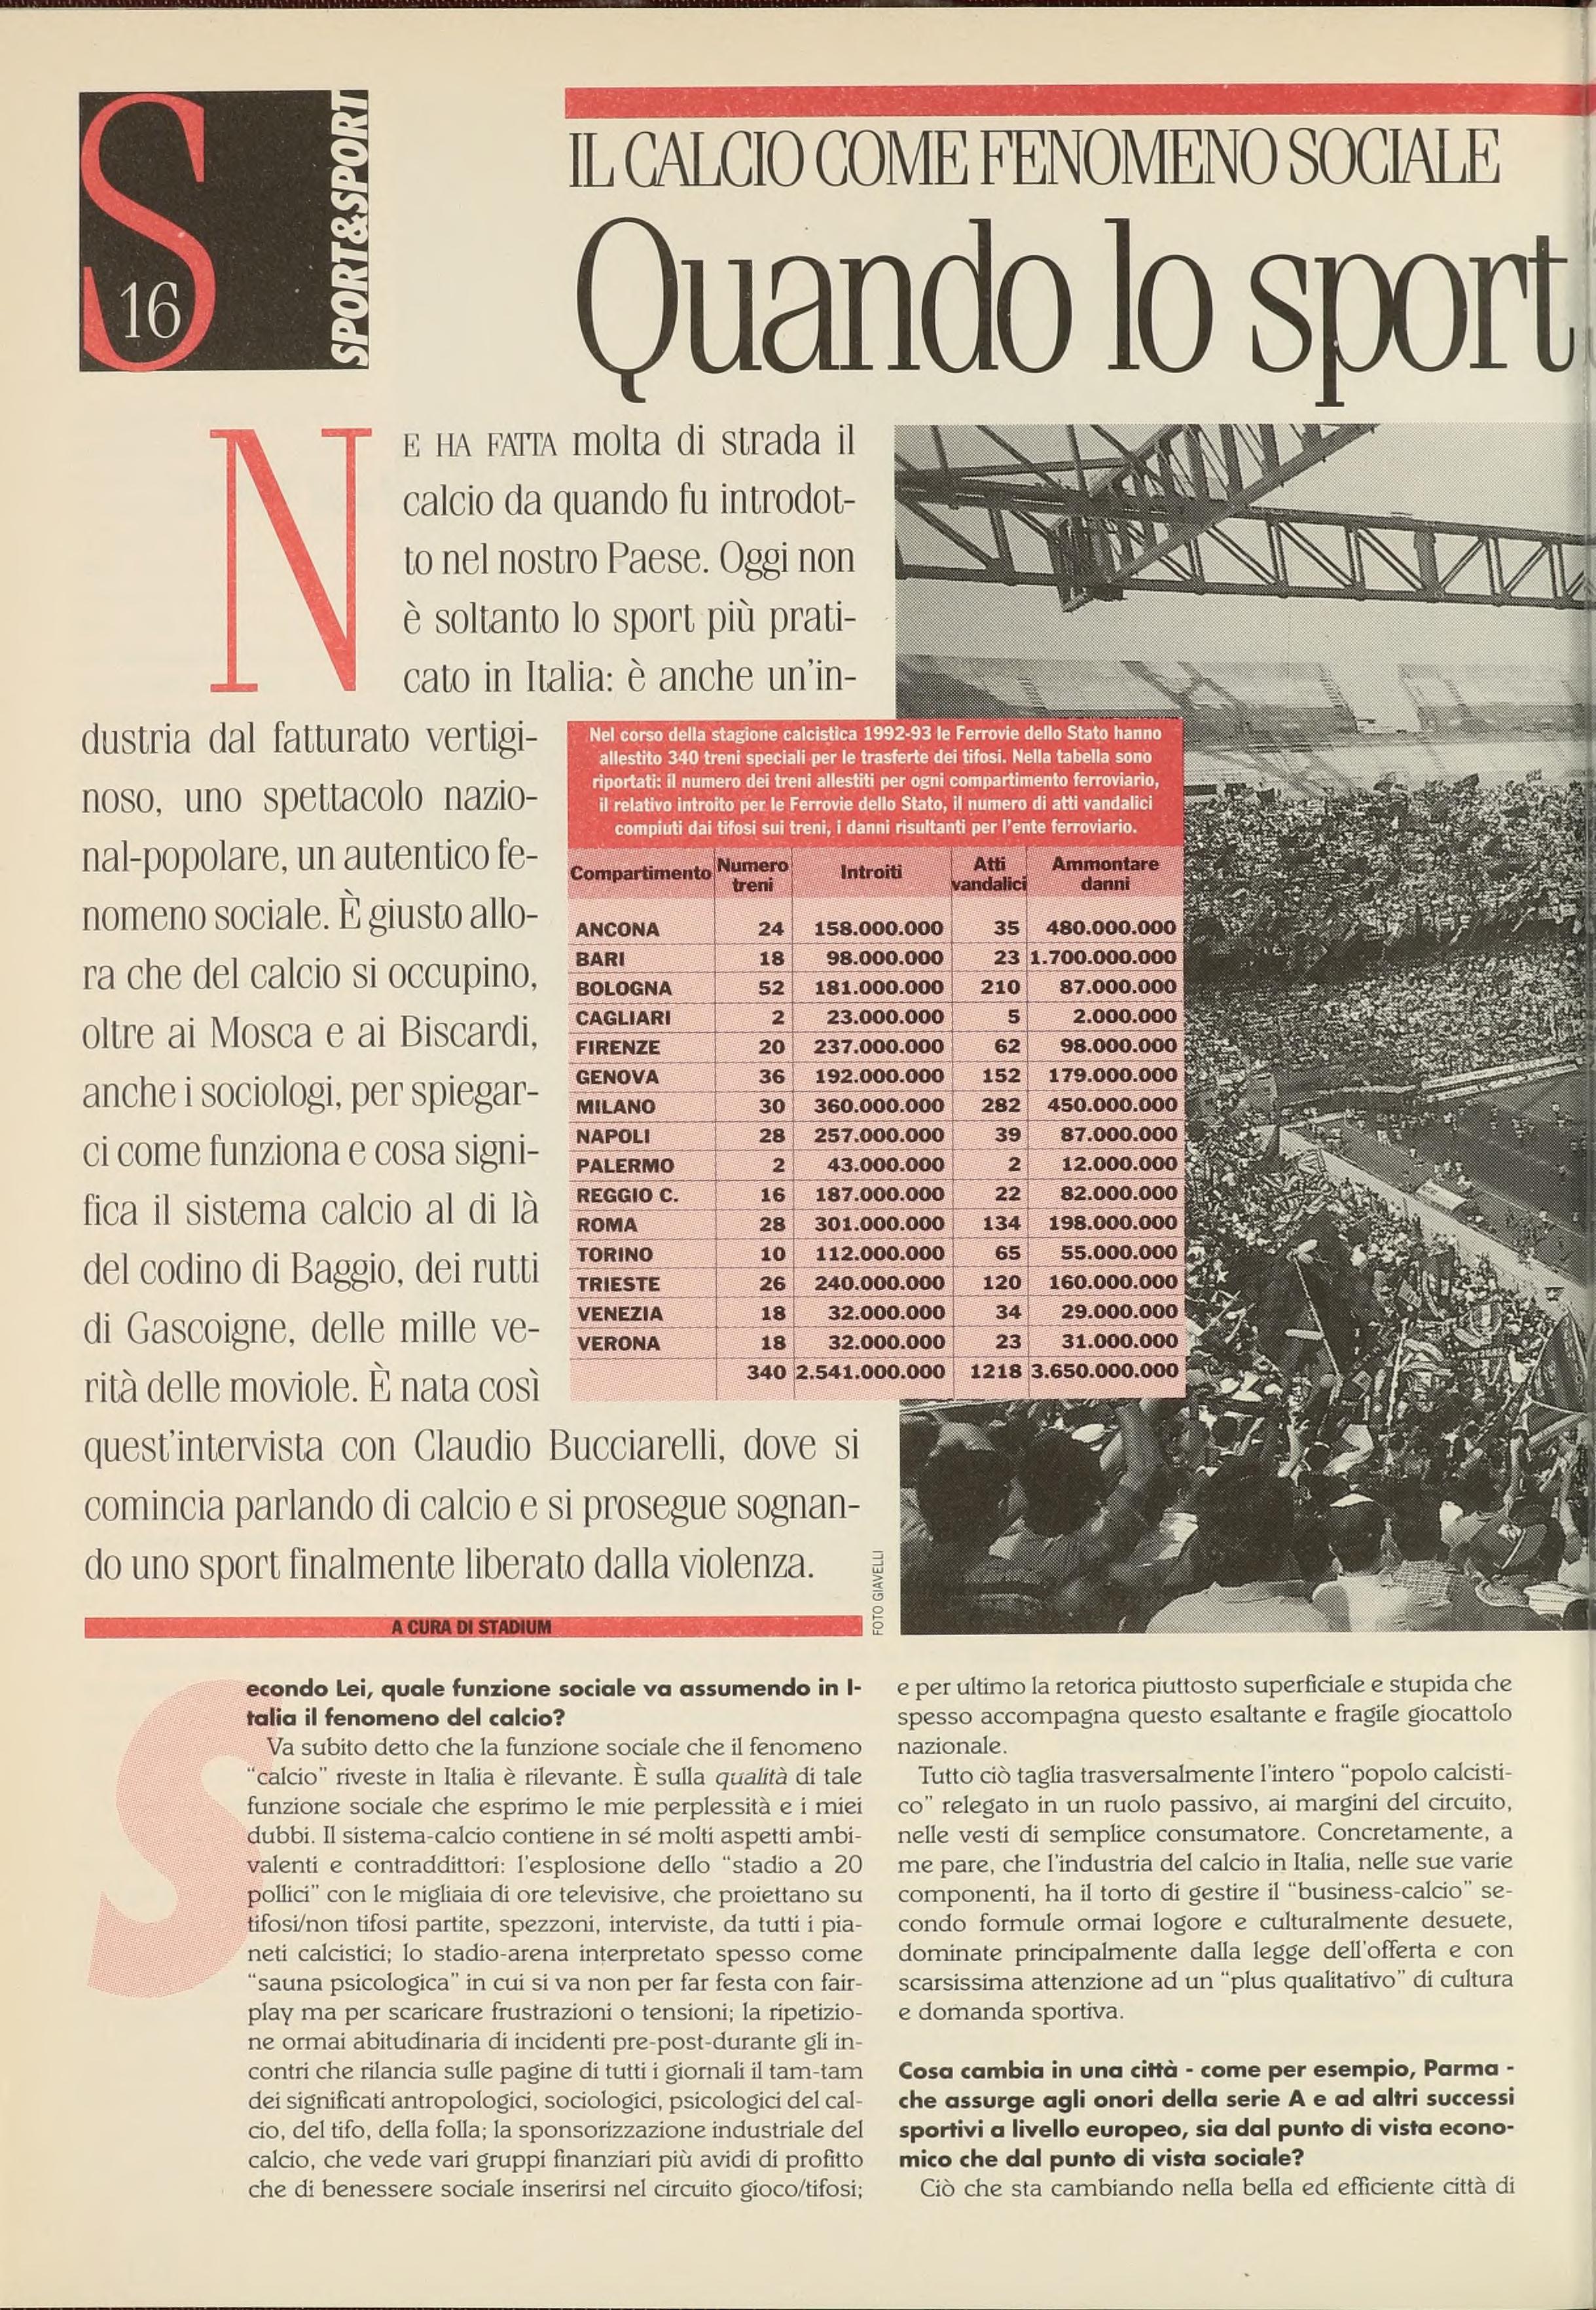 S
16
SPORT&SPORT
IL CALCIO COME FENOMENO SOCIALE
Quando lo sport
NE HA FATTA molta di strada il
calcio da quando fu introdot-
to nel nostro Paese. Oggi non
è soltanto lo sport più prati-
cato in Italia: è anche un'in-
dustria dal fatturato vertigi-
noso, uno spettacolo nazio-
nal-popolare, un autentico fe-
nomeno sociale. È giusto allo-
ra che del calcio si occupino,
oltre ai Mosca e ai Biscardi,
anche i sociologi, per spiegar-
ci come funziona e cosa signi-
fica il sistema calcio al di là
del codino di Baggio, dei rutti
di Gascoigne, delle mille ve-
rità delle moviole. È nata così
quest'intervista con Claudio Bucciarelli, dove si
comincia parlando di calcio e si prosegue sognan-
do uno sport finalmente liberato dalla violenza.
A CURA DI STADIUM
FOTO GIAVELLI
Nel corso della stagione calcistica 1992-93 le Ferrovie dello Stato hanno
allestito 340 treni speciali per le trasferte dei tifosi. Nella tabella sono
riportati: il numero dei treni allestiti per ogni compartimento ferroviario,
il relativo introito per le Ferrovie dello Stato, il numero di atti vandalici
compiuti dai tifosi sui treni, i danni risultanti per l'ente ferroviario.
Compartimento Numero treni Introiti Atti vandalici Ammontare danni
ANCONA 24 158.000.000 35 480.000.000
BARI 18 98.000.000 23 1.700.000.000
BOLOGNA 52 181.000.000 210 87.000.000
CAGLIARI 2 23.000.000 5 2.000.000
FIRENZE 20 237.000.000 62 98.000.000
GENOVA 36 192.000.000 152 179.000.000
MILANO 30 360.000.000 282 450.000.000
NAPOLI 28 257.000.000 39 87.000.000
PALERMO 2 43.000.000 2 12.000.000
REGGIO C. 16 187.000.000 22 82.000.000
ROMA 28 301.000.000 134 198.000.000
TORINO 10 112.000.000 65 55.000.000
TRIESTE 26 240.000.000 120 160.000.000
VENEZIA 18 32.000.000 34 29.000.000
VERONA 18 32.000.000 23 31.000.000
340 2.541.000.000 1218 3.650.000.000
Secondo Lei, quale funzione sociale va assumendo in I-
talia il fenomeno del calcio?
Va subito detto che la funzione sociale che il fenomeno
"calcio" riveste in Italia è rilevante. È sulla qualità di tale
funzione sociale che esprimo le mie perplessità e i miei
dubbi. Il sistema-calcio contiene in sé molti aspetti ambi-
valenti e contraddittori: l'esplosione dello "stadio a 20
pollici" con le migliaia di ore televisive, che proiettano su
tifosi/non tifosi partite, spezzoni, interviste, da tutti i pia-
neti calcistici; lo stadio-arena interpretato spesso come
"sauna psicologica" in cui si va non per far festa con fair-
play ma per scaricare frustrazioni o tensioni; la ripetizio-
ne ormai abitudinaria di incidenti pre-post-durante gli in-
contri che rilancia sulle pagine di tutti i giornali il tam-tam
dei significati antropologici, sociologici, psicologici del cal-
cio, del tifo, della folla; la sponsorizzazione industriale del
calcio, che vede vari gruppi finanziari più avidi di profitto
che di benessere sociale inserirsi nel circuito gioco/tifosi;
e per ultimo la retorica piuttosto superficiale e stupida che
spesso accompagna questo esaltante e fragile giocattolo
nazionale.
Tutto ciò taglia trasversalmente l'intero "popolo calcisti-
co" relegato in un ruolo passivo, ai margini del circuito,
nelle vesti di semplice consumatore. Concretamente, a
me pare, che l'industria del calcio in Italia, nelle sue varie
componenti, ha il torto di gestire il "business-calcio" se-
condo formule ormai logore e culturalmente desuete,
dominate principalmente dalla legge dell'offerta e con
scarsissima attenzione ad un "plus qualitativo" di cultura
e domanda sportiva.
Cosa cambia in una città - come per esempio, Parma -
che assurge agli onori della serie A e ad altri successi
sportivi a livello europeo, sia dal punto di vista econo-
mico che dal punto di vista sociale?
Ciò che sta cambiando nella bella ed efficiente città di